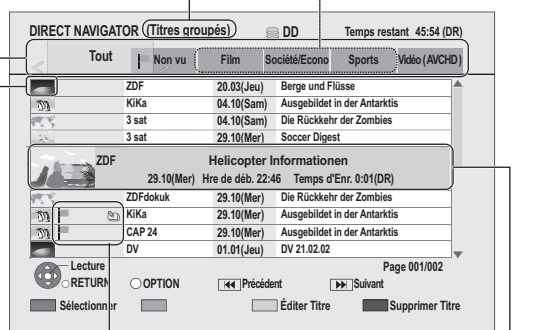 DIRECT NAVIGATOR (Titres groupés) DD Temps restant 45:54 (DR)
Tout Non vu Film Société/Econo Sports Vidéo (AVCHD)
ZDF 20.03(Jeu) Berge und Flüsse
KiKa 04.10(Sam) Ausgebildet in der Antarktis
3 sat 04.10(Sam) Die Rückkehr der Zombies
3 sat 29.10(Mer) Soccer Digest
ZDF Helicopter Informationen
29.10(Mer) Hre de déb. 22:46 Temps d'Enr. 0:01(DR)
ZDFdokuk 29.10(Mer) Die Rückkehr der Zombies
KiKa 29.10(Mer) Ausgebildet in der Antarktis
CAP 24 29.10(Mer) Ausgebildet in der Antarktis
DV 01.01(Jeu) DV 21.02.02
Lecture Page 001/002
RETURN OPTION Précédent Suivant
Sélectionner Éditer Titre Supprimer Titre